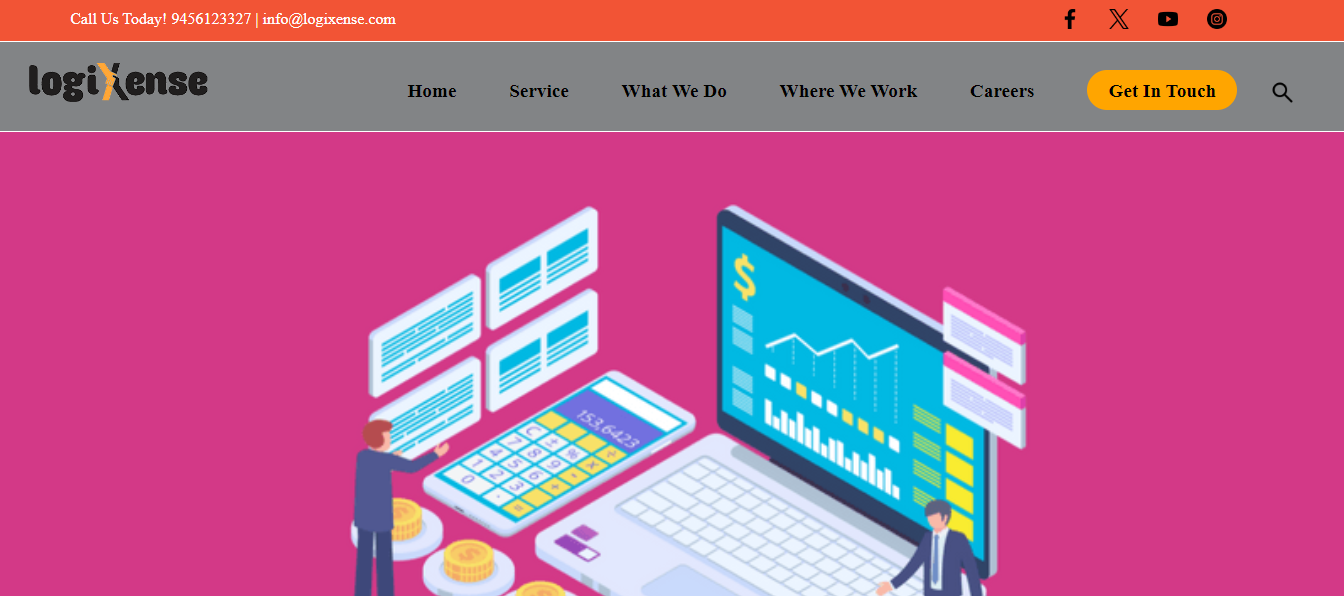 Call Us Today! 9456123327 | info@logixense.com
logiXense
Home Service What We Do Where We Work Careers Get In Touch
$
153,6423
C ÷ % ÷
7 8 9 ×
4 5 6 -
1 2 3 +
0 . =